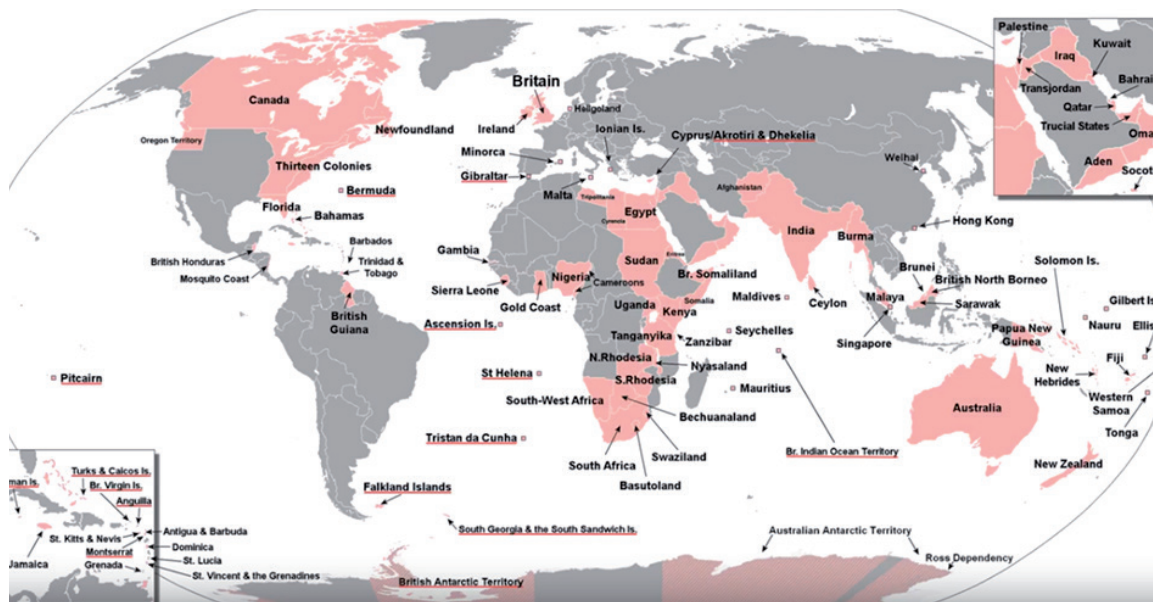 Palestine
Iraq
Kuwait
Transjordan
Bahrai
Qatar
Trucial States
Oma
Aden
Socot
Britain
Canada
Heligoland
Newfoundland
Ireland
Ionian Is.
Oregon Territory
Cyprus/Akrotiri & Dhekelia
Minorca
Weihai
Thirteen Colonies
Gibraltar
Bermuda
Malta
Tripolitania
Afghanistan
Florida
Egypt
Bahamas
Cyrenaica
Hong Kong
India
Burma
Barbados
Gambia
British Honduras
Sudan
Eritrea
Trinidad &
Tobago
Mosquito Coast
Nigeria
Br. Somaliland
Brunei
British North Borneo
Solomon Is.
Sierra Leone
Cameroons
Gold Coast
Maldives
Ceylon
Malaya
Sarawak
Gilbert Is
British
Guiana
Uganda
Somalia
Kenya
Singapore
Nauru
Ascension Is.
Seychelles
Papua New
Guinea
Ellis
Tanganyika
Zanzibar
N.Rhodesia
Nyasaland
Fiji
Pitcairn
St Helena
S.Rhodesia
Mauritius
New
Hebrides
South-West Africa
Western
Samoa
Bechuanaland
Australia
Tonga
Tristan da Cunha
Swaziland
Br. Indian Ocean Territory
South Africa
Basutoland
New Zealand
Turks & Caicos Is.
man Is.
Br. Virgin Is.
Anguilla
Falkland Islands
South Georgia & the South Sandwich Is.
Antigua & Barbuda
St. Kitts & Nevis
Montserrat
Dominica
Jamaica
Grenada
St. Lucia
St. Vincent & the Grenadines
Australian Antarctic Territory
Ross Dependency
British Antarctic Territory